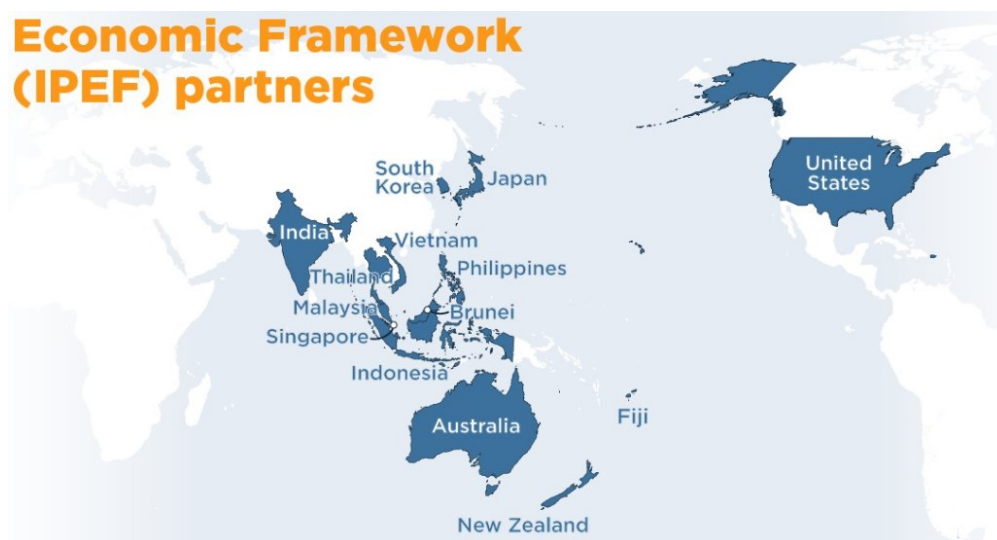 Economic Framework
(IPEF) partners
South
Korea
Japan
United
States
India
Vietnam
Thailand
Philippines
Malaysia
Brunei
Singapore
Indonesia
Fiji
Australia
New Zealand